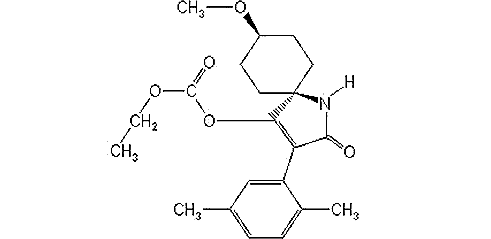 CH3 O
H
O
O C N
CH2 O O
CH3
CH3 CH3